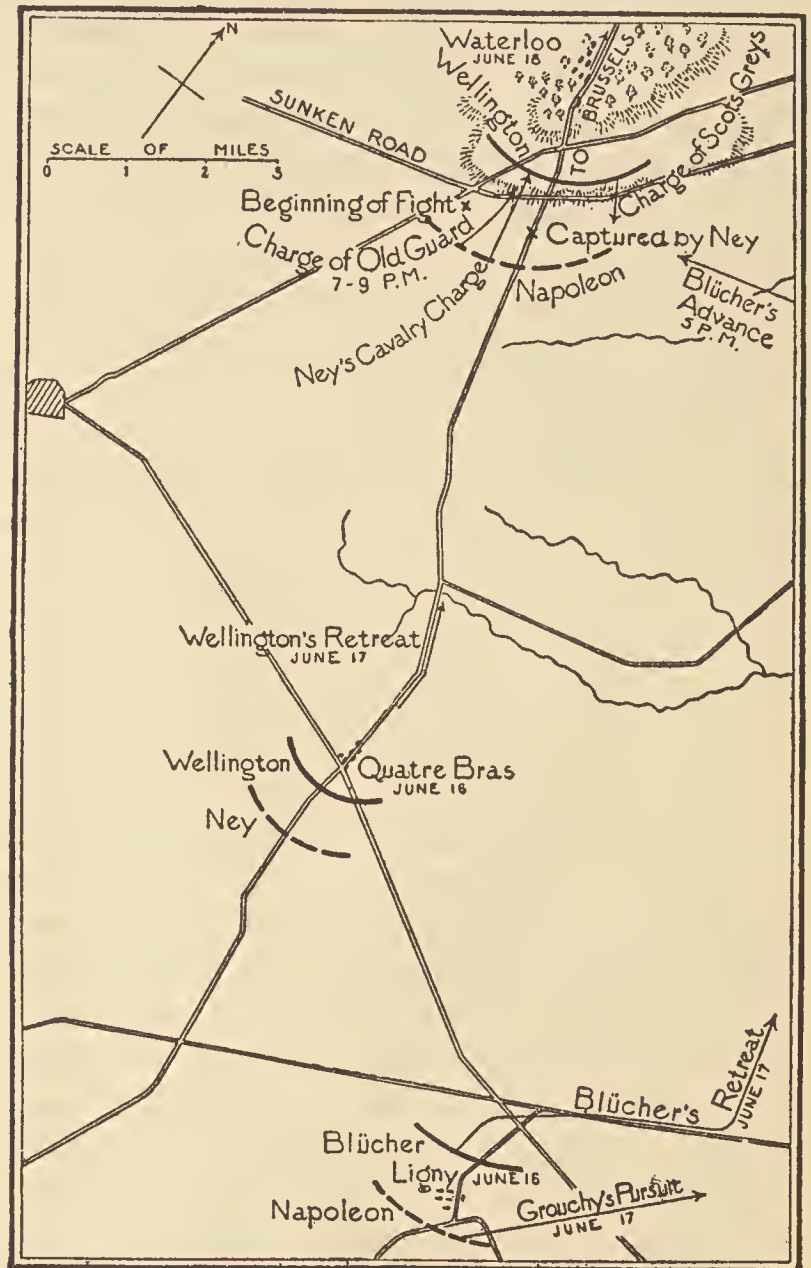 N
Waterloo
JUNE 18
Wellington
TO BRUSSELS
Charge of Scots Greys
SUNKEN ROAD
SCALE OF MILES
0 1 2 3
Beginning of Fight
Charge of Old Guard
7-9 P.M.
Captured by Ney
Napoleon
Ney's Cavalry Charge
Blücher's
Advance
5 P.M.
Wellington's Retreat
JUNE 17
Wellington
Quatre Bras
JUNE 16
Ney
Blücher's
Retreat
JUNE 17
Blücher
Ligny JUNE 16
Napoleon
Grouchy's Pursuit
JUNE 17